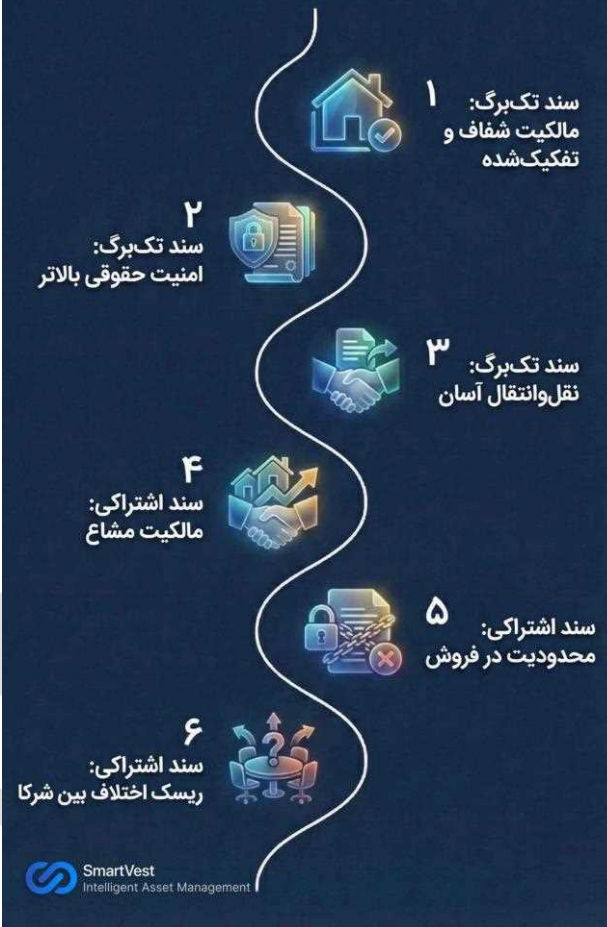 ۱
سند تک‌برگ:
مالکیت شفاف و
تفکیک‌شده
۲
سند تک‌برگ:
امنیت حقوقی بالاتر
۳
سند تک‌برگ:
نقل‌وانتقال آسان
۴
سند اشتراکی:
مالکیت مشاع
۵
سند اشتراکی:
محدودیت در فروش
۶
سند اشتراکی:
ریسک اختلاف بین شرکا
SmartVest
Intelligent Asset Management